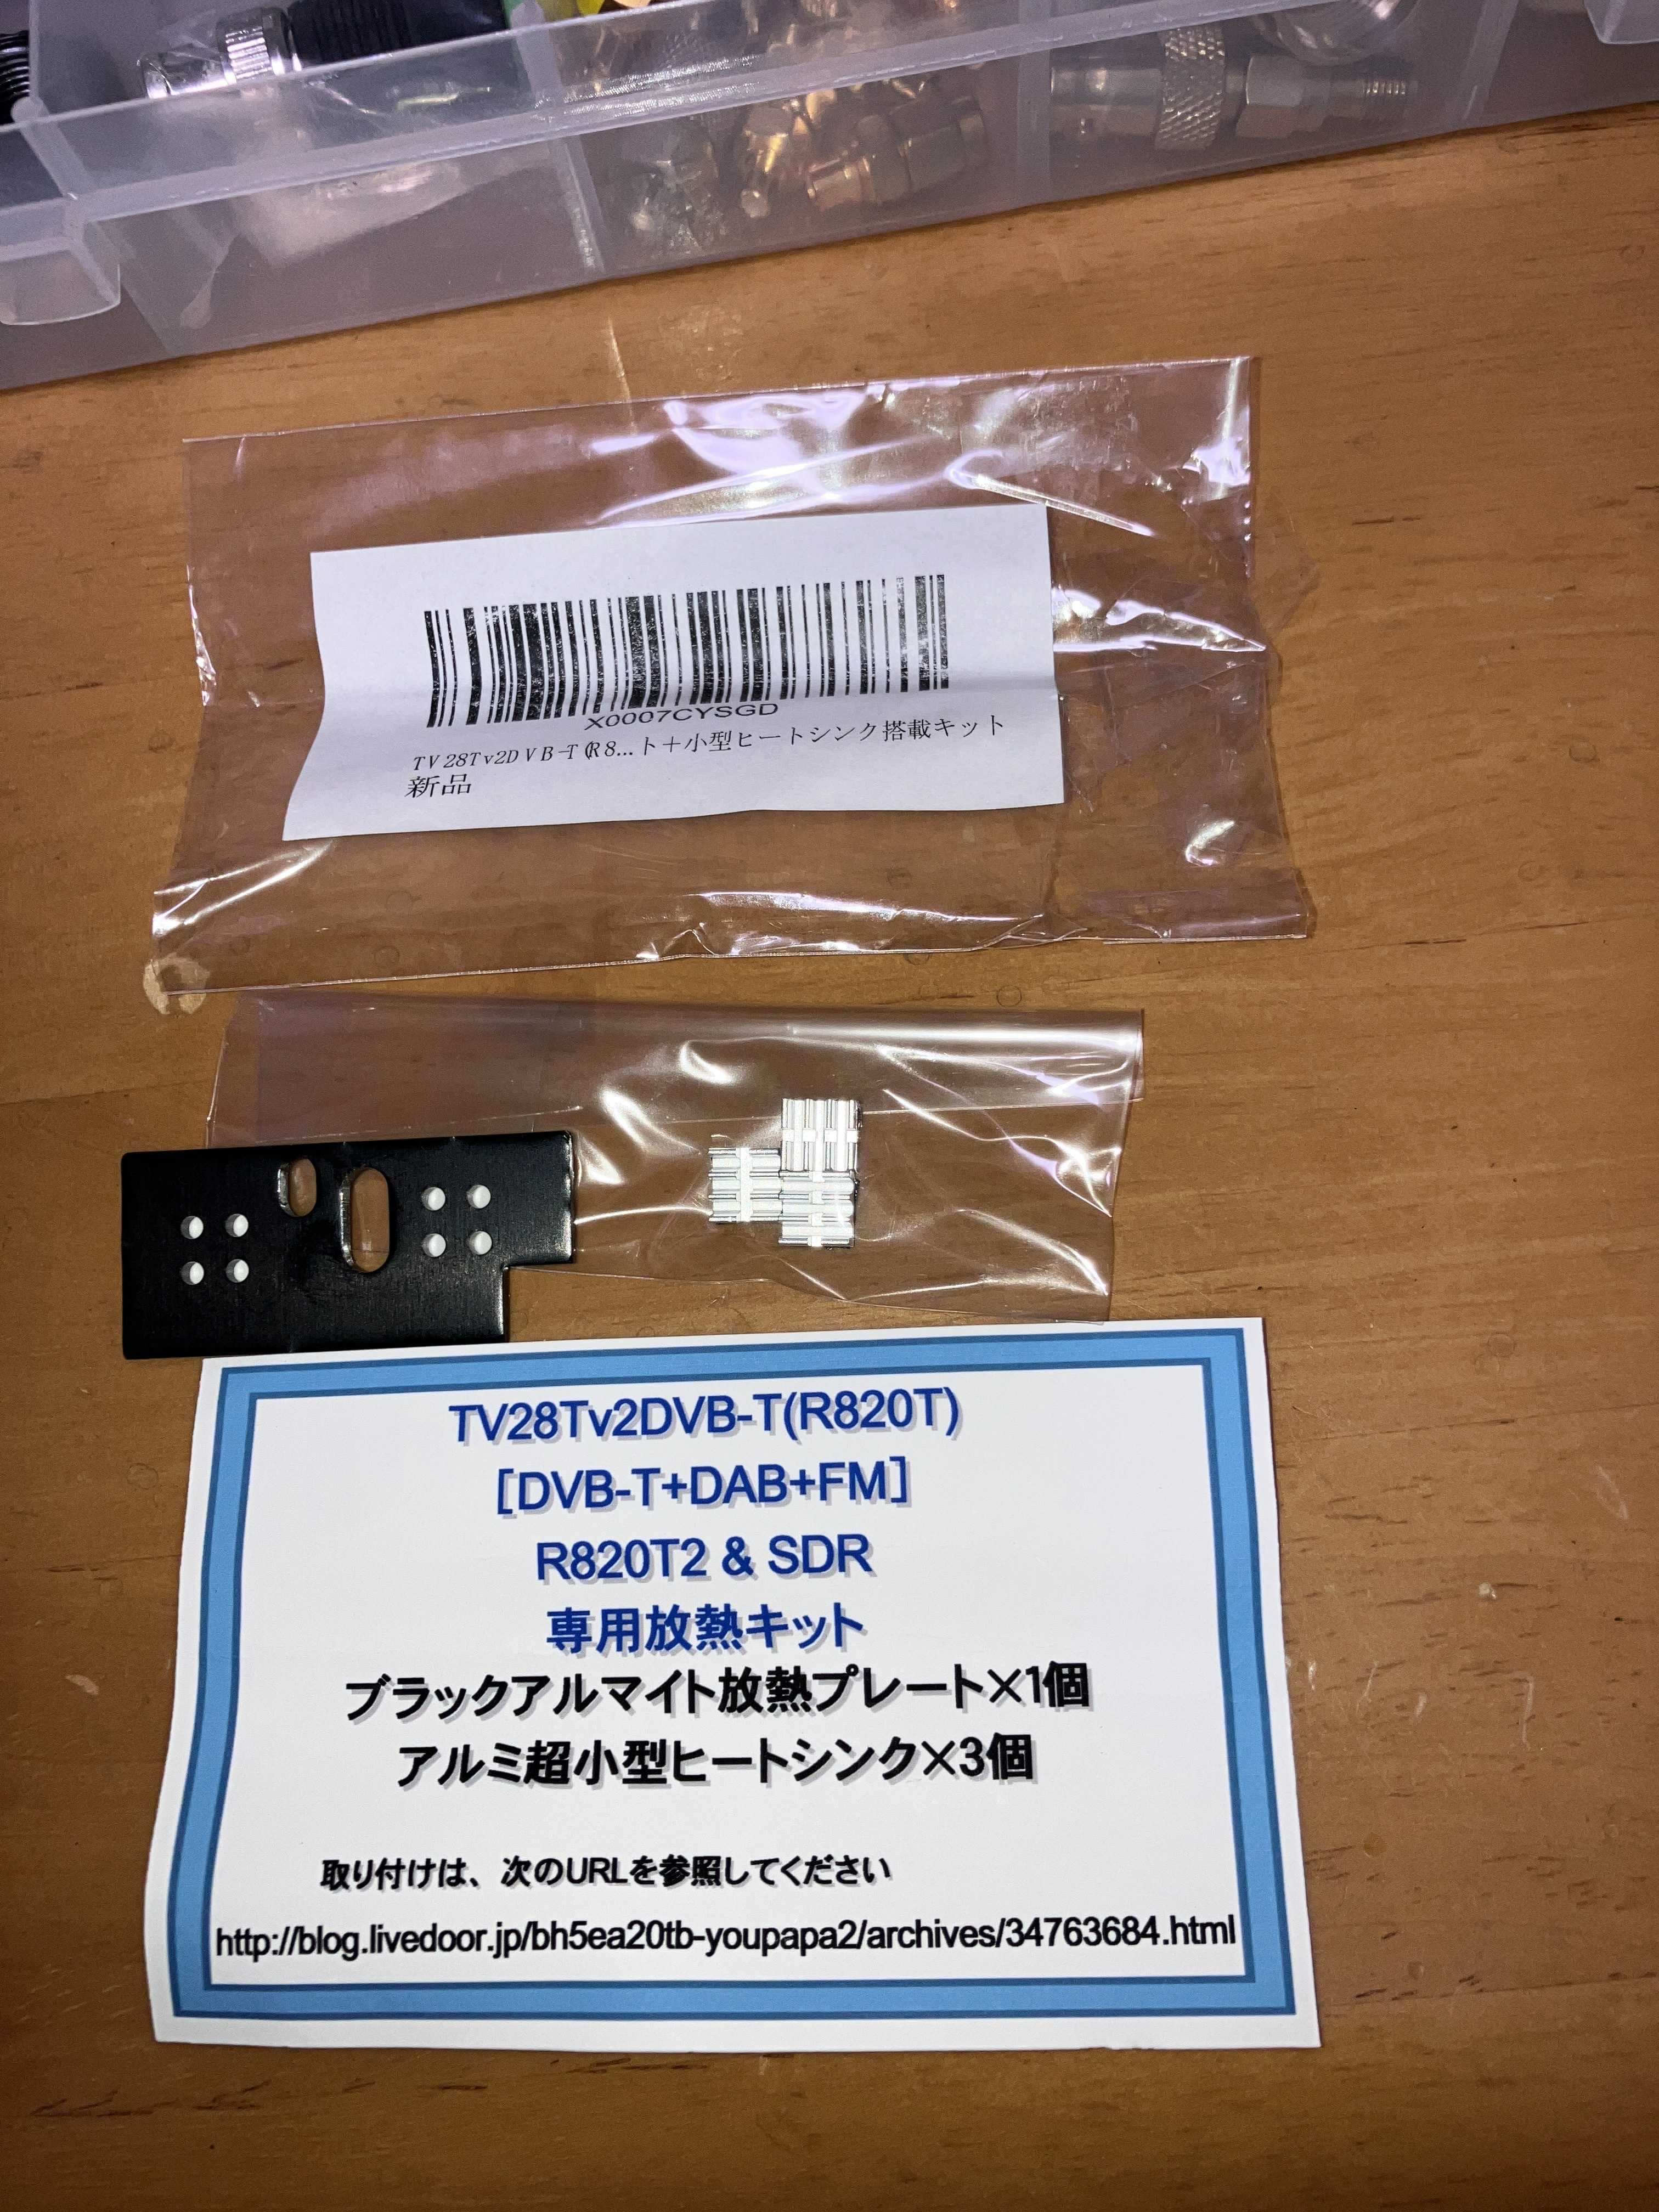 X0007CYSGD
TV28Tv2DVB-T(R8...ト＋小型ヒートシンク搭載キット
新品
TV28Tv2DVB-T(R820T)
［DVB-T+DAB+FM］
R820T2 & SDR
専用放熱キット
ブラックアルマイト放熱プレート×1個
アルミ超小型ヒートシンク×3個
取り付けは、次のURLを参照してください
http://blog.livedoor.jp/bh5ea20tb-youpapa2/archives/34763684.html